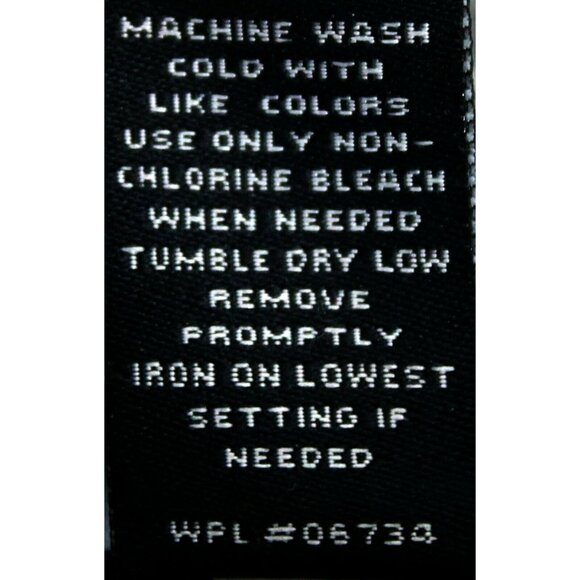 MACHINE WASH
COLD WITH
LIKE COLORS
USE ONLY NON-
CHLORINE BLEACH
WHEN NEEDED
TUMBLE DRY LOW
REMOVE
PROMPTLY
IRON ON LOWEST
SETTING IF
NEEDED
WPL #06734